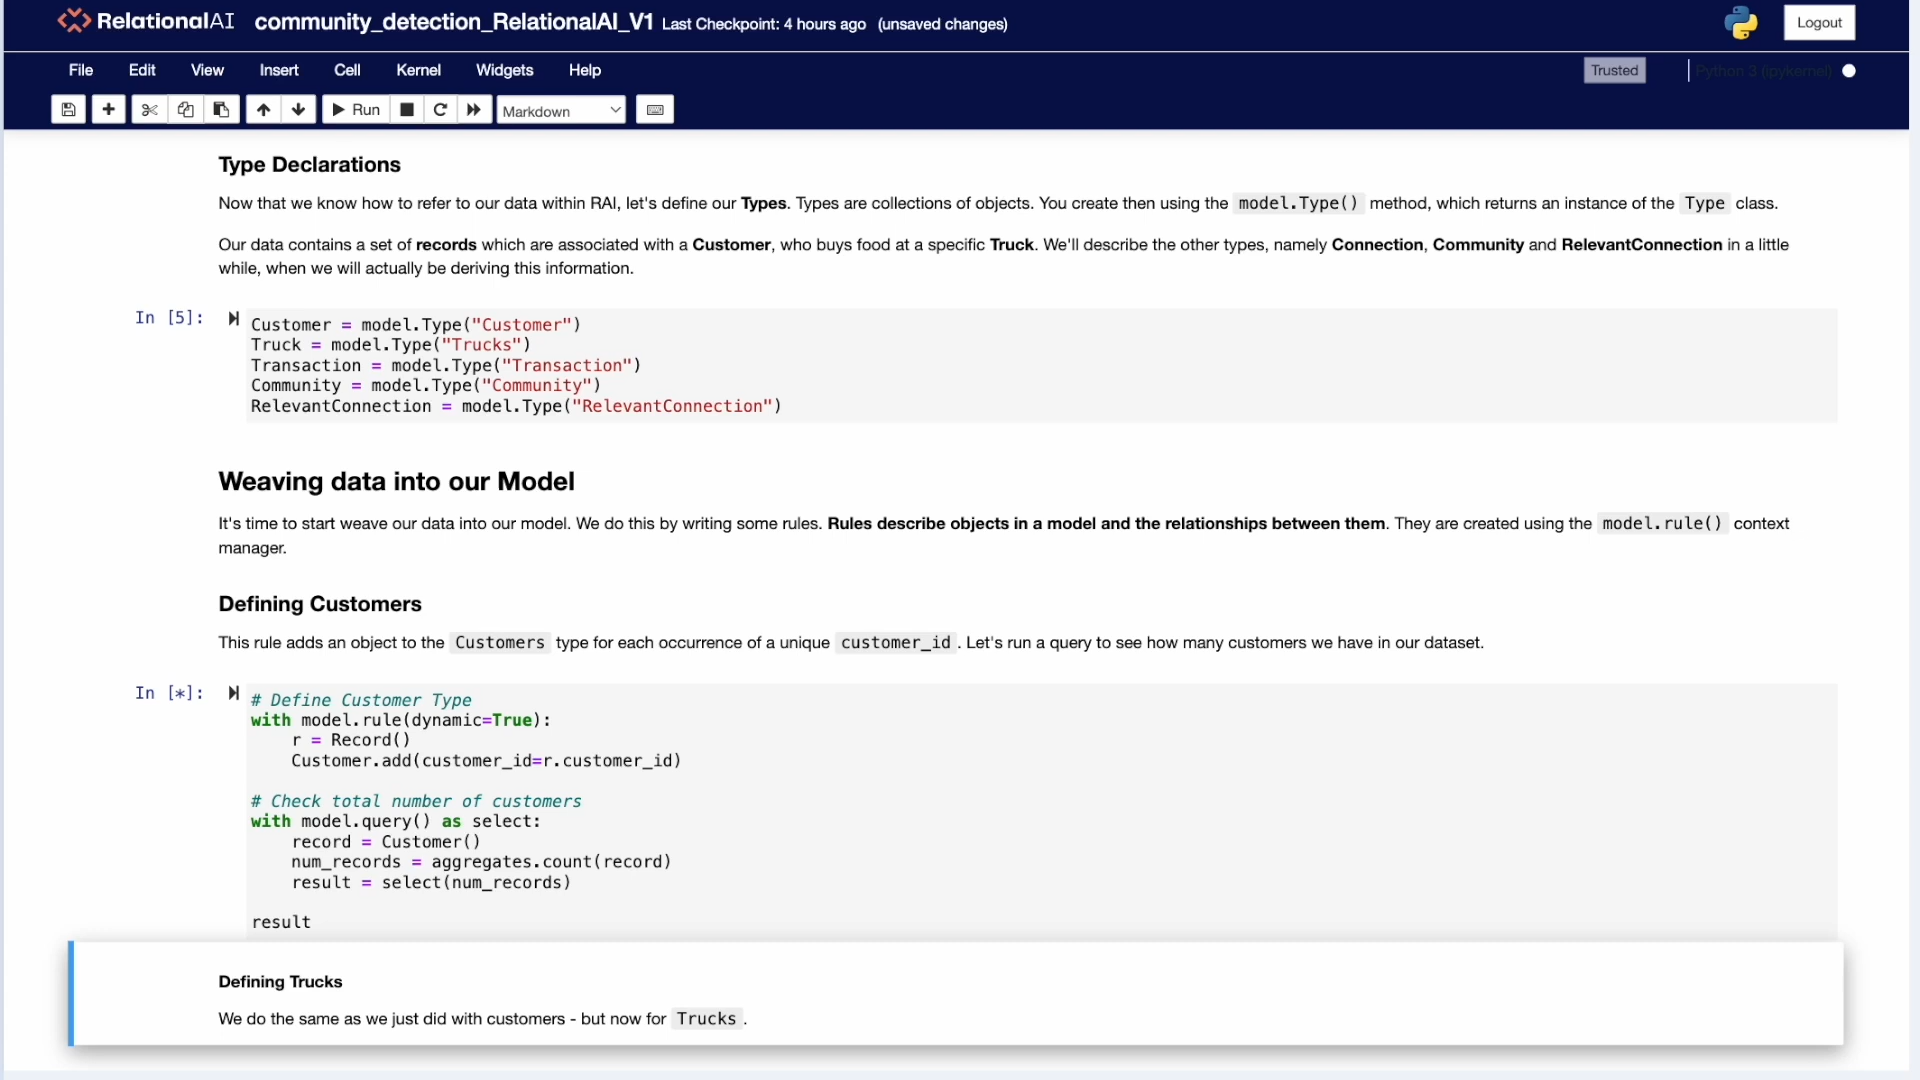 RelationalAI community_detection_RelationalAI_V1 Last Checkpoint: 4 hours ago (unsaved changes) Logout
File Edit View Insert Cell Kernel Widgets Help Trusted Python 3 (ipykernel)
Run Markdown
Type Declarations
Now that we know how to refer to our data within RAI, let's define our Types. Types are collections of objects. You create then using the model.Type() method, which returns an instance of the Type class.
Our data contains a set of records which are associated with a Customer, who buys food at a specific Truck. We'll describe the other types, namely Connection, Community and RelevantConnection in a little
while, when we will actually be deriving this information.
In [5]:
Customer = model.Type("Customer")
Truck = model.Type("Trucks")
Transaction = model.Type("Transaction")
Community = model.Type("Community")
RelevantConnection = model.Type("RelevantConnection")
Weaving data into our Model
It's time to start weave our data into our model. We do this by writing some rules. Rules describe objects in a model and the relationships between them. They are created using the model.rule() context
manager.
Defining Customers
This rule adds an object to the Customers type for each occurrence of a unique customer_id. Let's run a query to see how many customers we have in our dataset.
In [*]:
# Define Customer Type
with model.rule(dynamic=True):
    r = Record()
    Customer.add(customer_id=r.customer_id)
# Check total number of customers
with model.query() as select:
    record = Customer()
    num_records = aggregates.count(record)
    result = select(num_records)
result
Defining Trucks
We do the same as we just did with customers - but now for Trucks.